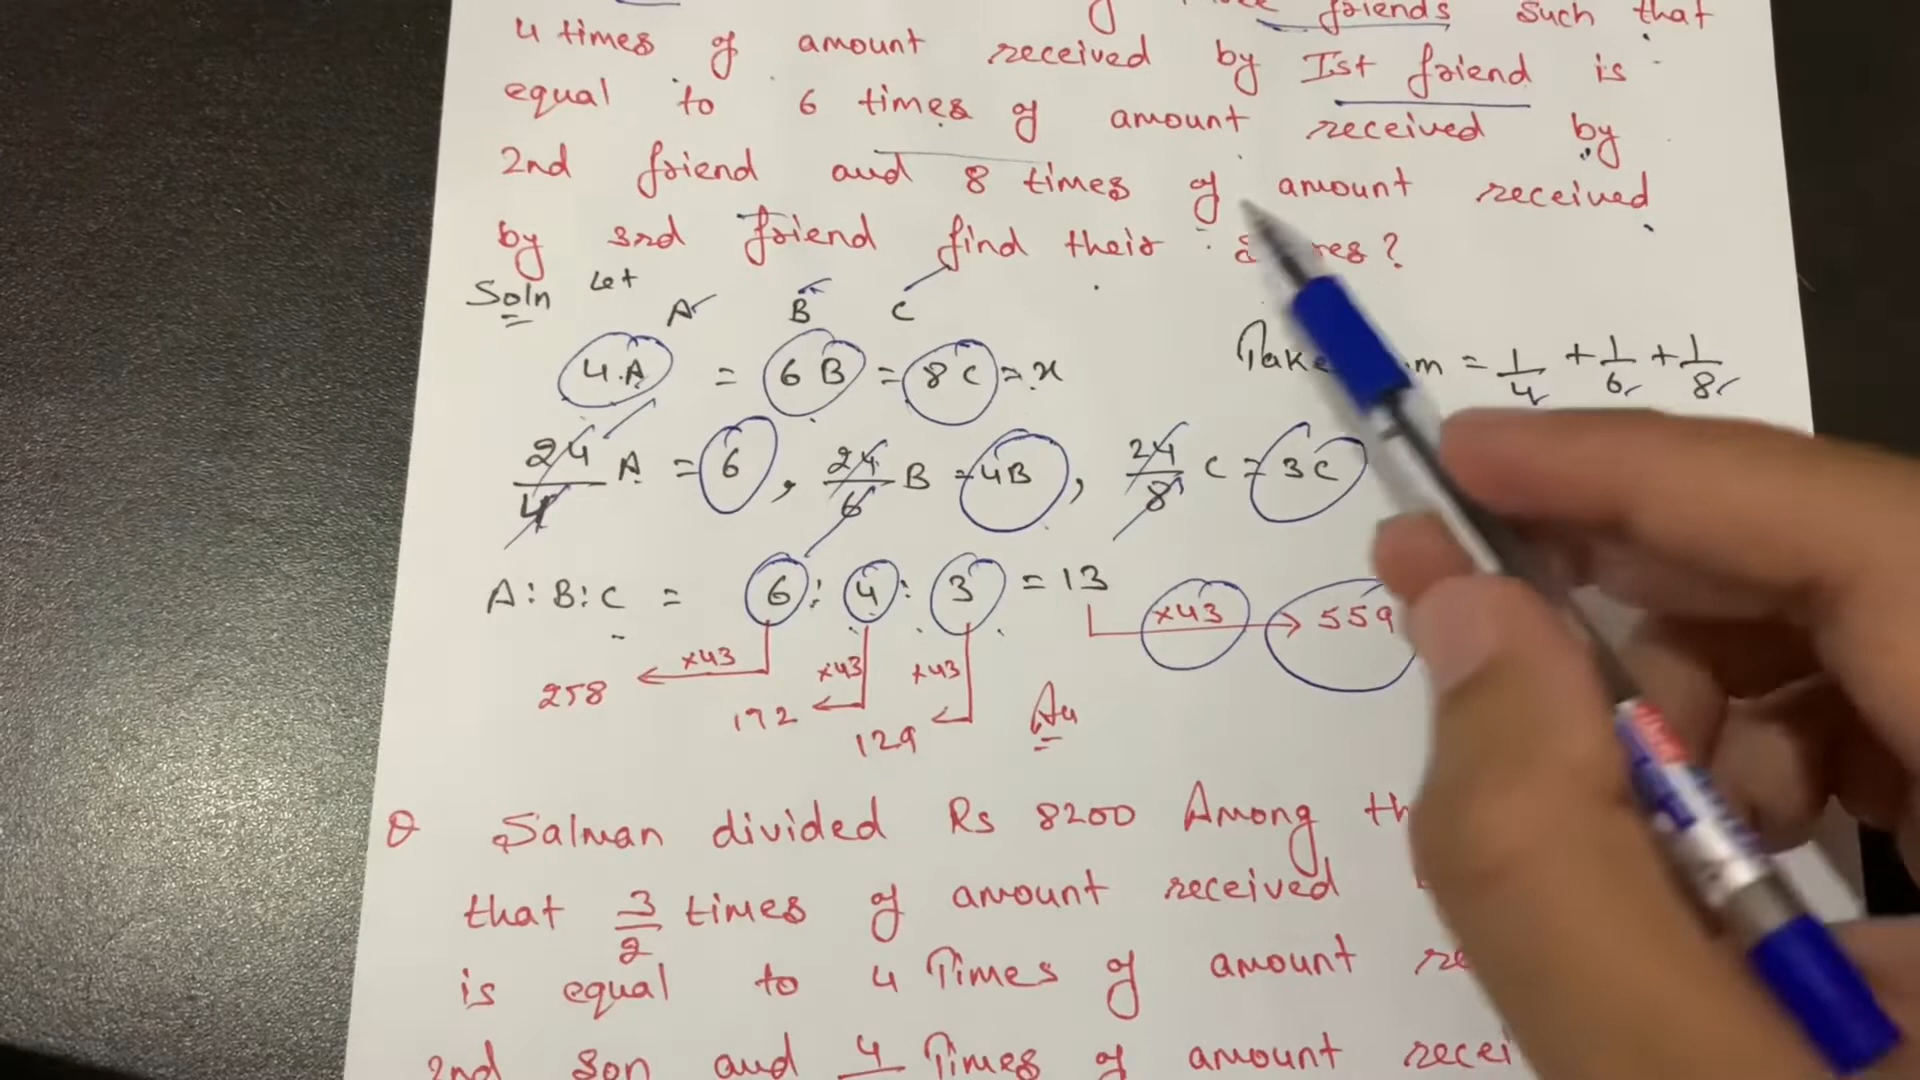 friends such that
4 times of amount received by Ist friend is
equal to 6 times of amount received by
2nd friend and 8 times of amount received
by 3rd friend find their
Soln Let A B C
4.A = 6B = 8C = x
Take = 1/4 + 1/6 + 1/8
24/4 A = 6, 24/6 B = 4B, 24/8 C = 3C
A:B:C = 6:4:3 = 13 ×43 → 559
×43 ×43 ×43
258 172 129
Salman divided Rs 8200 Among
that 3/2 times of amount received
is equal to 4 Times of amount
2nd son and 4 Times of amount